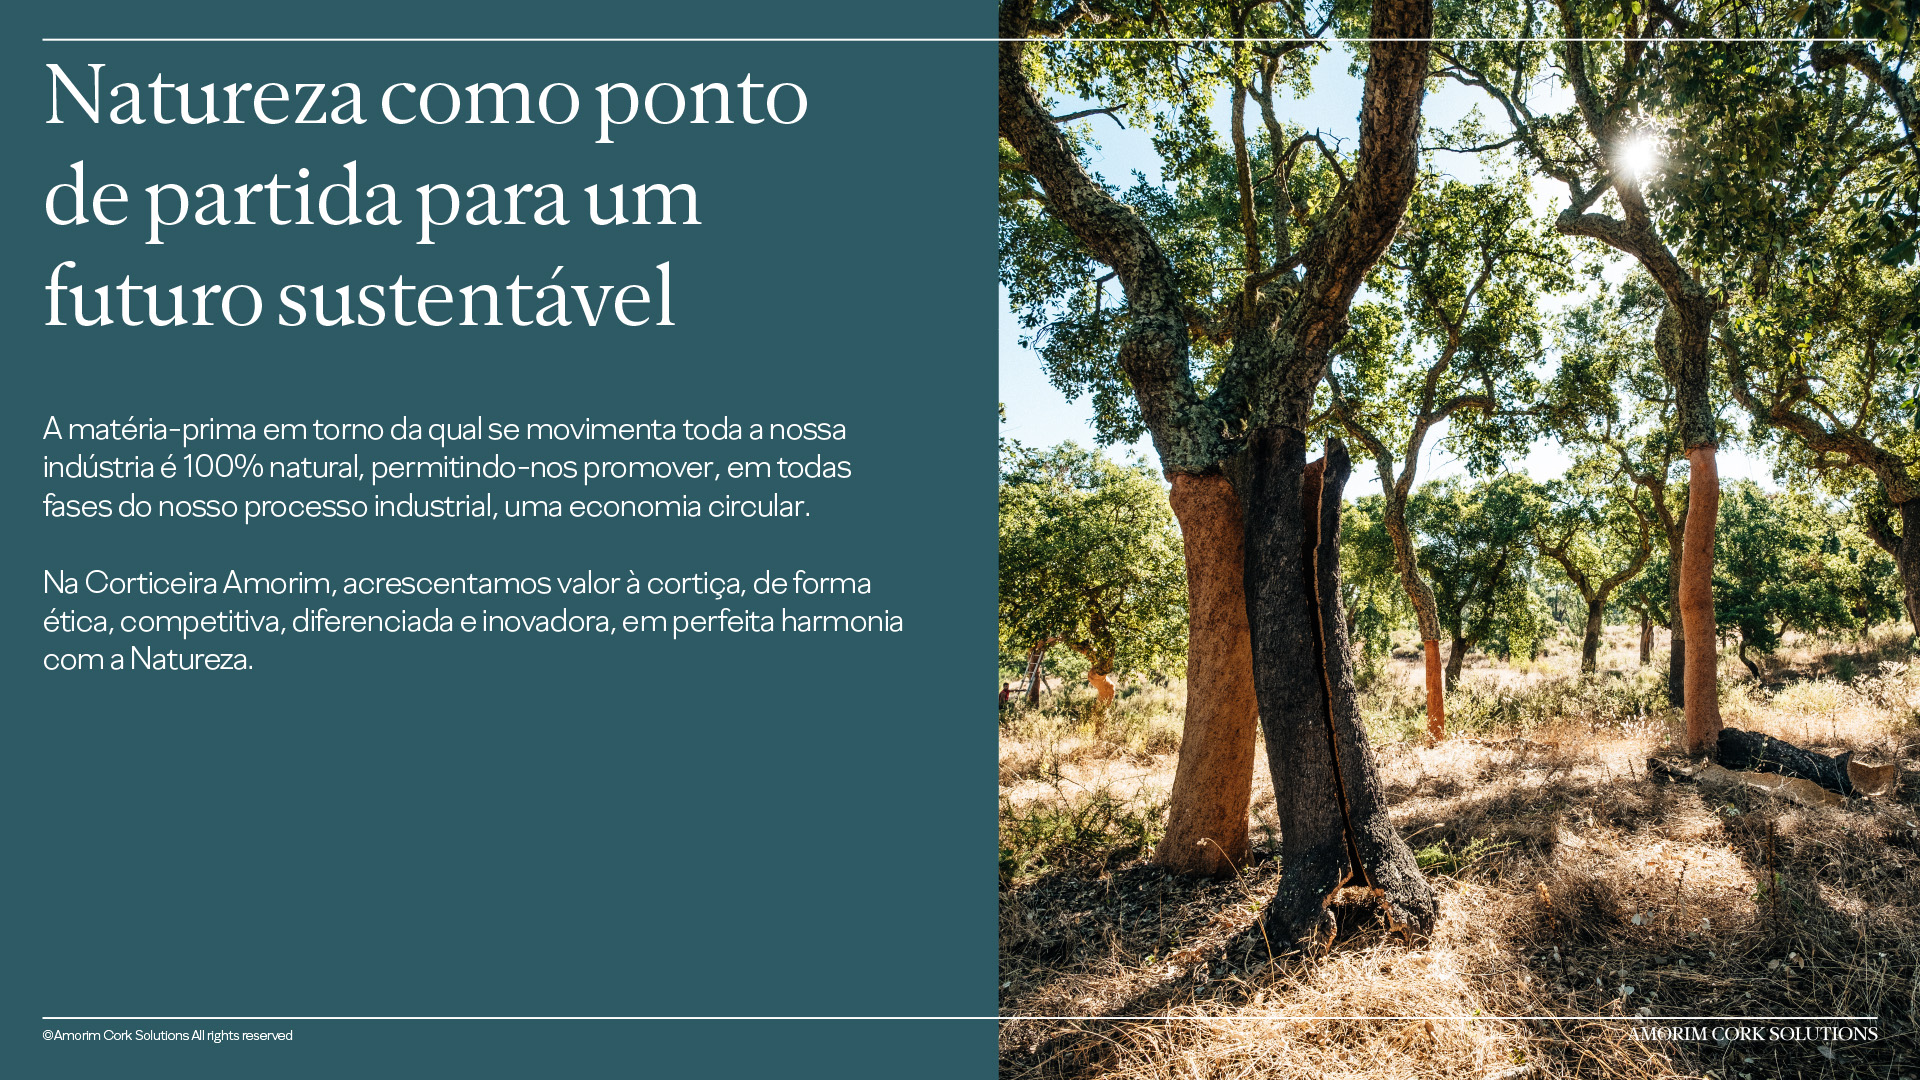 Natureza como ponto
de partida para um
futuro sustentável
A matéria-prima em torno da qual se movimenta toda a nossa
indústria é 100% natural, permitindo-nos promover, em todas
fases do nosso processo industrial, uma economia circular.
Na Corticeira Amorim, acrescentamos valor à cortiça, de forma
ética, competitiva, diferenciada e inovadora, em perfeita harmonia
com a Natureza.
©Amorim Cork Solutions All rights reserved
AMORIM CORK SOLUTIONS